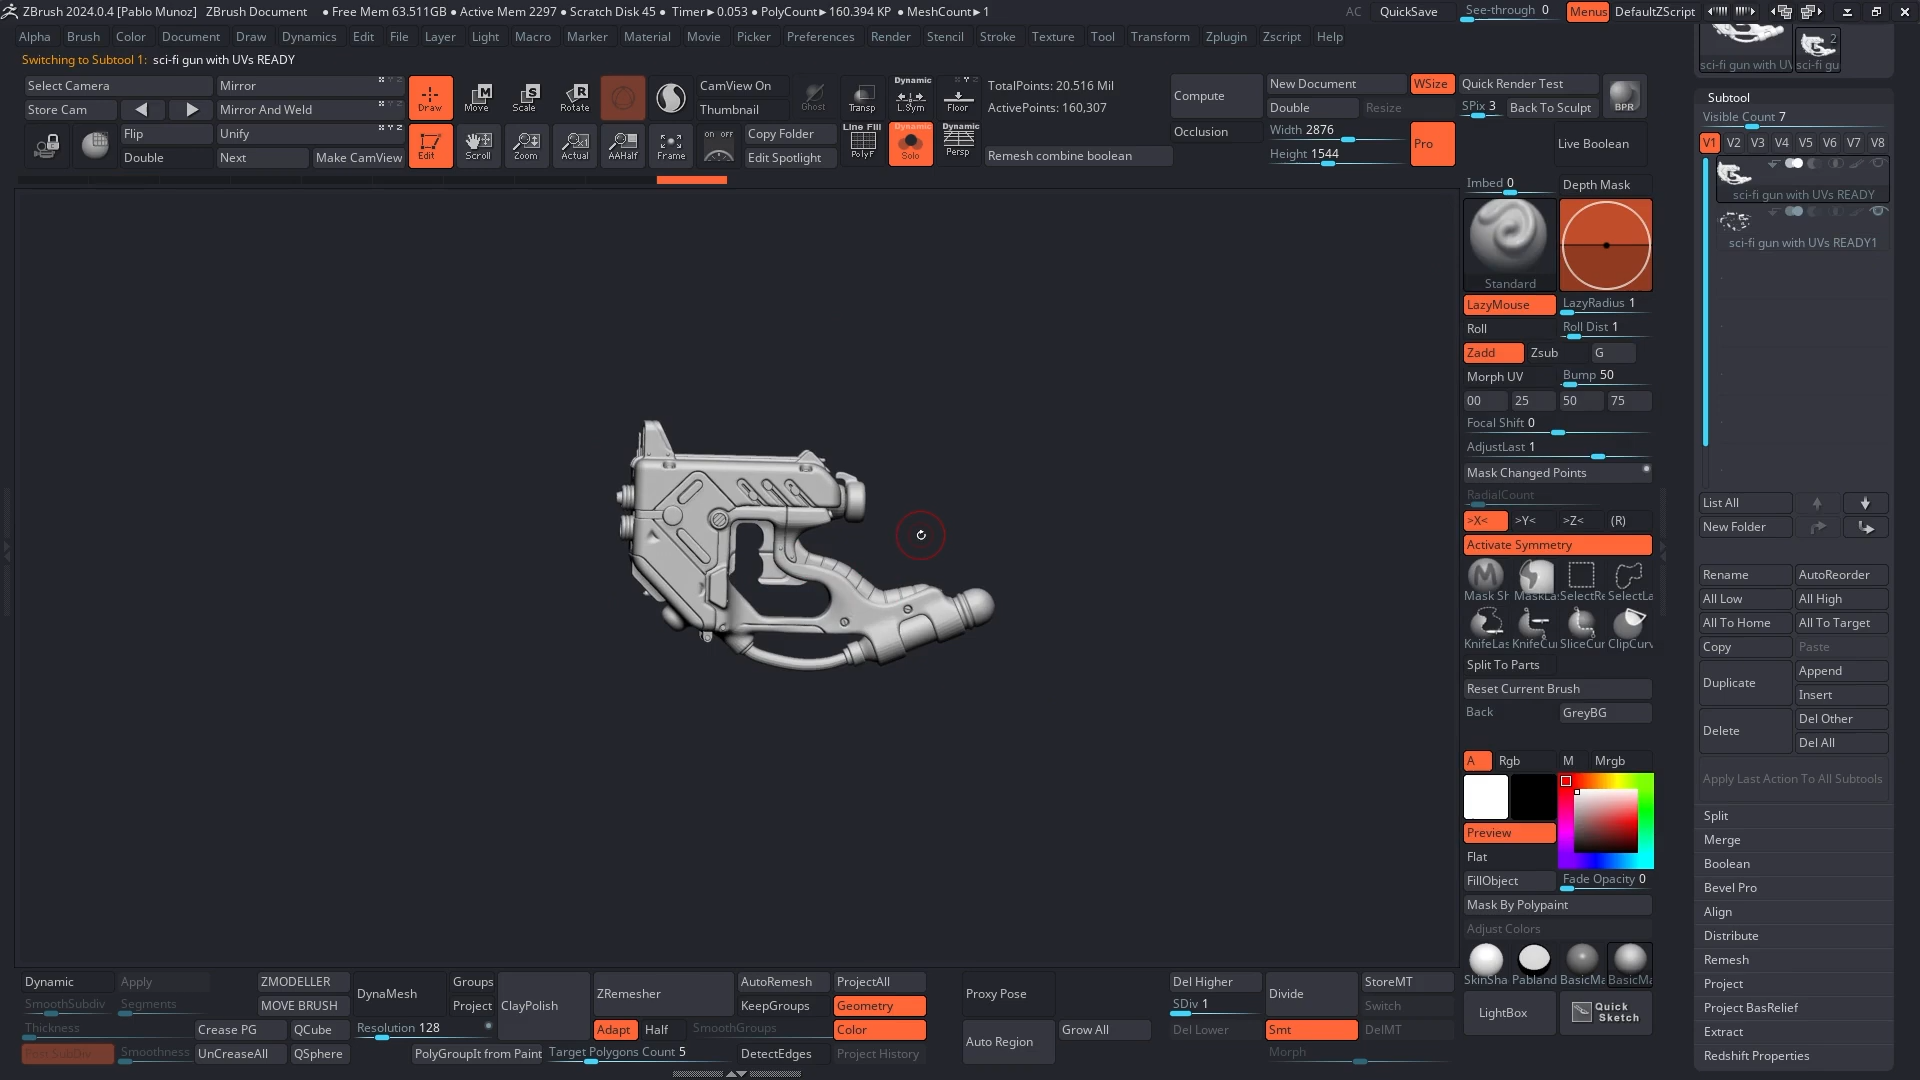 ZBrush 2024.0.4 [Pablo Munoz] ZBrush Document ● Free Mem 63.511GB ● Active Mem 2297 ● Scratch Disk 45 ● Timer►0.053 ● PolyCount►160.394 KP ● MeshCount►1 AC QuickSave See-through 0 Menus DefaultZScript
Alpha Brush Color Document Draw Dynamics Edit File Layer Light Macro Marker Material Movie Picker Preferences Render Stencil Stroke Texture Tool Transform Zplugin Zscript Help
Switching to Subtool 1: sci-fi gun with UVs READY
Select Camera
Store Cam
Mirror
Mirror And Weld
Flip
Double
Unify
Next
Make CamView
Draw
Move
Scale
Rotate
Edit
Scroll
Zoom
Actual
AAHalf
Frame
CamView On
Thumbnail
ON OFF
Copy Folder
Edit Spotlight
Ghost
Transp
Dynamic
L.Sym
Floor
Line Fill
PolyF
Dynamic
Solo
Dynamic
Persp
TotalPoints: 20.516 Mil
ActivePoints: 160,307
Remesh combine boolean
Compute
Occlusion
New Document
WSize
Double
Resize
Width 2876
Height 1544
Pro
Quick Render Test
SPix 3
Back To Sculpt
BPR
Live Boolean
Imbed 0
Depth Mask
Standard
LazyMouse
LazyRadius 1
Roll
Roll Dist 1
Zadd
Zsub
G
Morph UV
Bump 50
00
25
50
75
Focal Shift 0
AdjustLast 1
Mask Changed Points
RadialCount
>X<
>Y<
>Z<
(R)
Activate Symmetry
Mask Sh
MaskLa
SelectRe
SelectLa
KnifeLas
KnifeCu
SliceCur
ClipCurv
Split To Parts
Reset Current Brush
Back
GreyBG
A
Rgb
M
Mrgb
Preview
Flat
FillObject
Fade Opacity 0
Mask By Polypaint
Adjust Colors
SkinSha
Pabland
BasicMa
BasicMa
LightBox
Quick
Sketch
sci-fi gun with UV
2
sci-fi gu
Subtool
Visible Count 7
V1 V2 V3 V4 V5 V6 V7 V8
sci-fi gun with UVs READY
sci-fi gun with UVs READY1
List All
New Folder
Rename
AutoReorder
All Low
All High
All To Home
All To Target
Copy
Paste
Duplicate
Append
Insert
Delete
Del Other
Del All
Apply Last Action To All Subtools
Split
Merge
Boolean
Bevel Pro
Align
Distribute
Remesh
Project
Project BasRelief
Extract
Redshift Properties
Dynamic
Apply
SmoothSubdiv
Segments
Thickness
Smoothness
ZMODELLER
MOVE BRUSH
Crease PG
QCube
UnCreaseAll
QSphere
DynaMesh
Groups
Project
Resolution 128
PolyGroupIt from Paint
ClayPolish
ZRemesher
Adapt
Half
SmoothGroups
Target Polygons Count 5
AutoRemesh
KeepGroups
DetectEdges
ProjectAll
Geometry
Color
Project History
Proxy Pose
Auto Region
Grow All
Del Higher
SDiv 1
Del Lower
Divide
Smt
StoreMT
Switch
DelMT
Morph